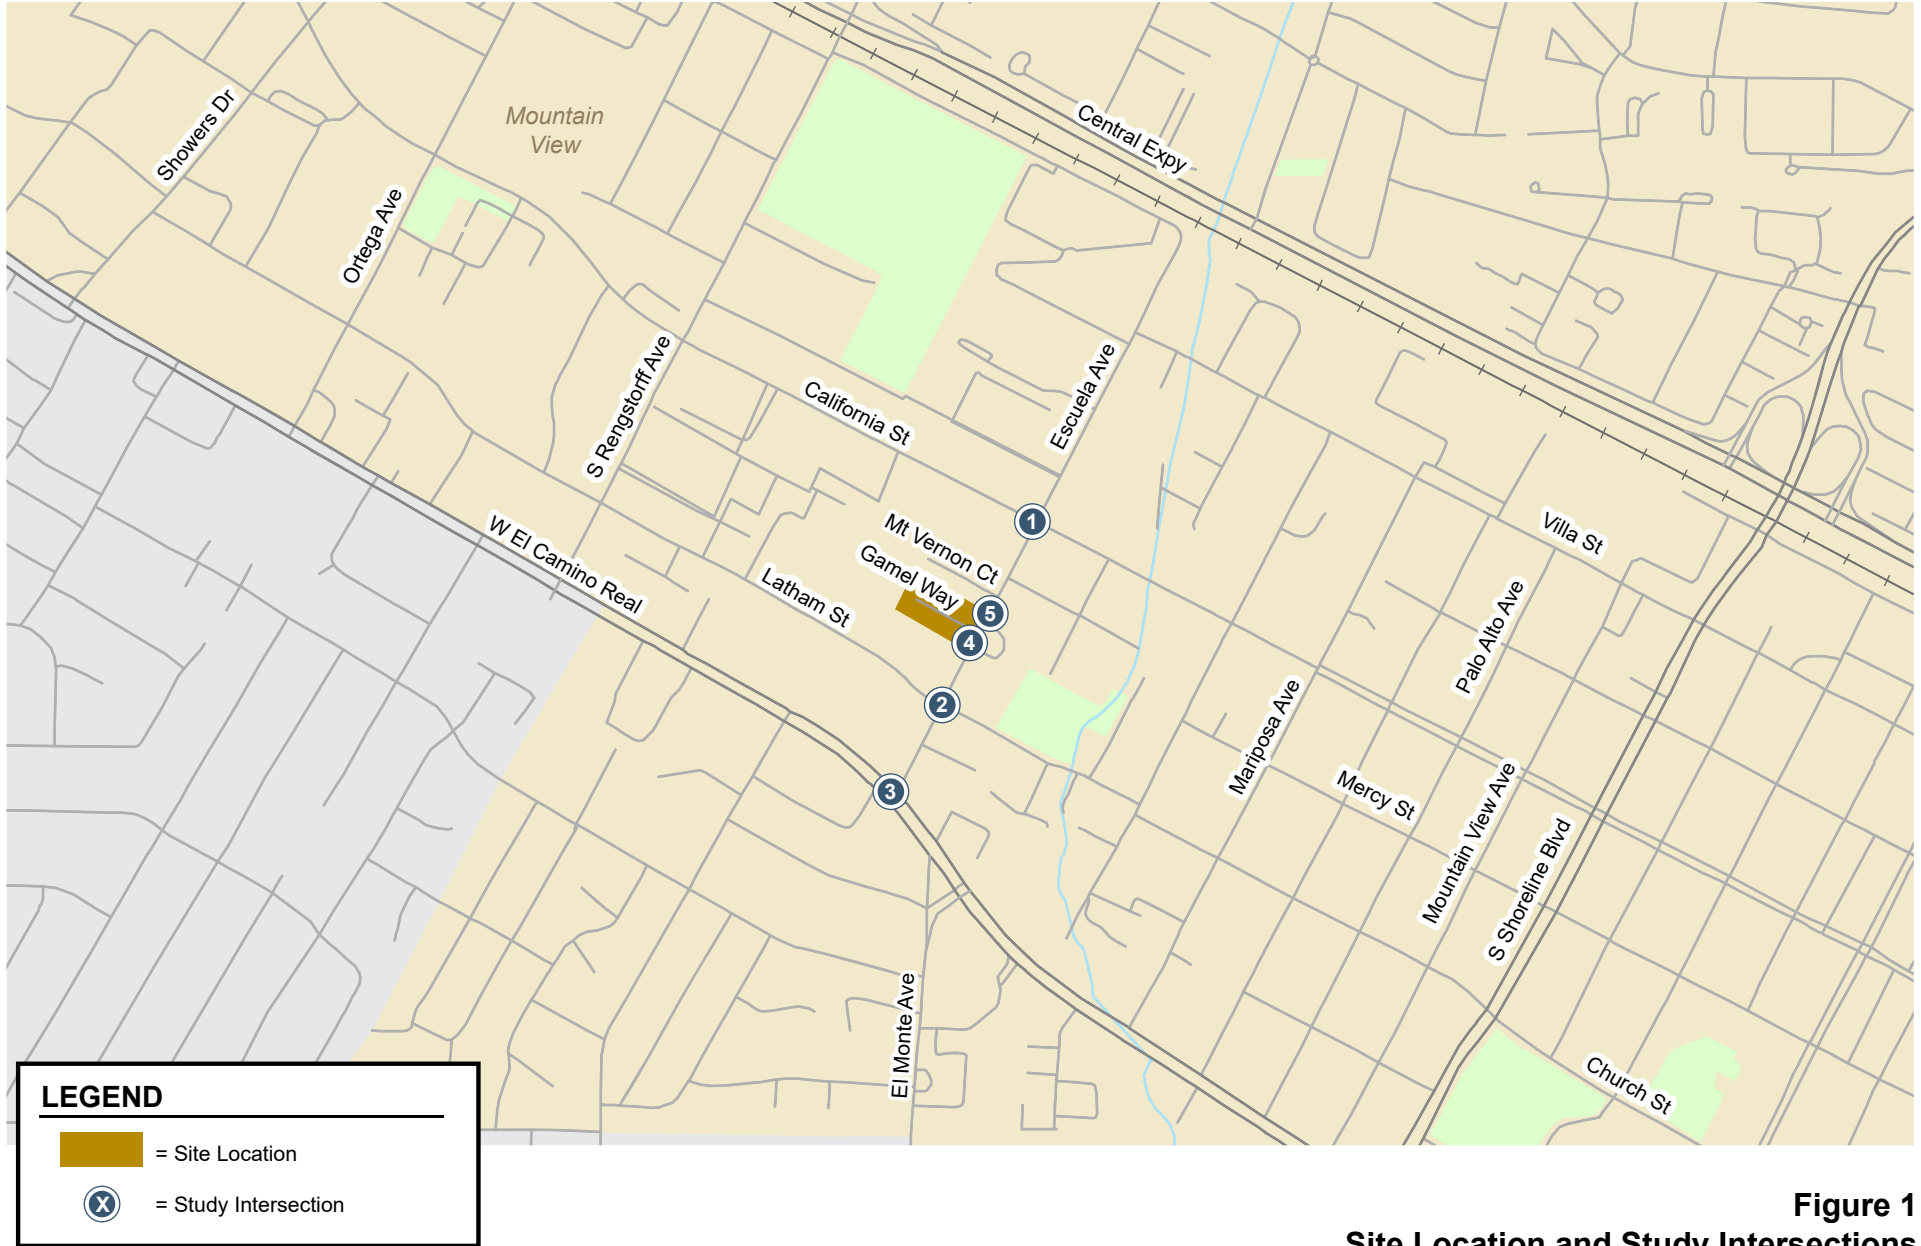 Showers Dr
Mountain
View
Central Expy
Ortega Ave
S Rengstorff Ave
California St
Escuela Ave
W El Camino Real
Latham St
Mt Vernon Ct
Gamel Way
1
5
4
2
3
Villa St
Palo Alto Ave
Mariposa Ave
Mercy St
Mountain View Ave
S Shoreline Blvd
El Monte Ave
Church St
LEGEND
= Site Location
X = Study Intersection
Figure 1
Site Location and Study Intersections